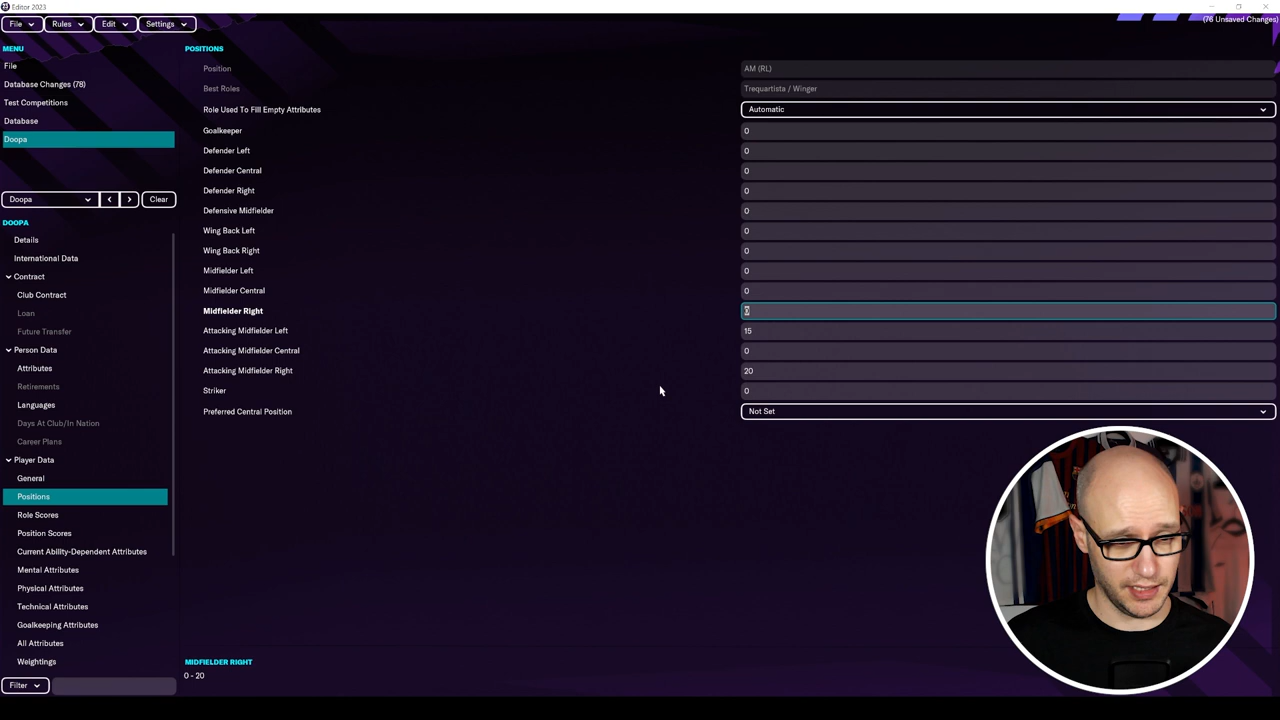 Editor 2023
File
Rules
Edit
Settings
(76 Unsaved Changes)
MENU
File
Database Changes (78)
Test Competitions
Database
Doopa
Doopa
Clear
DOOPA
Details
International Data
Contract
Club Contract
Loan
Future Transfer
Person Data
Attributes
Retirements
Languages
Days At Club/In Nation
Career Plans
Player Data
General
Positions
Role Scores
Position Scores
Current Ability-Dependent Attributes
Mental Attributes
Physical Attributes
Technical Attributes
Goalkeeping Attributes
All Attributes
Weightings
Filter
POSITIONS
Position AM (RL)
Best Roles Trequartista / Winger
Role Used To Fill Empty Attributes Automatic
Goalkeeper 0
Defender Left 0
Defender Central 0
Defender Right 0
Defensive Midfielder 0
Wing Back Left 0
Wing Back Right 0
Midfielder Left 0
Midfielder Central 0
Midfielder Right 0
Attacking Midfielder Left 15
Attacking Midfielder Central 0
Attacking Midfielder Right 20
Striker 0
Preferred Central Position Not Set
MIDFIELDER RIGHT
0 - 20